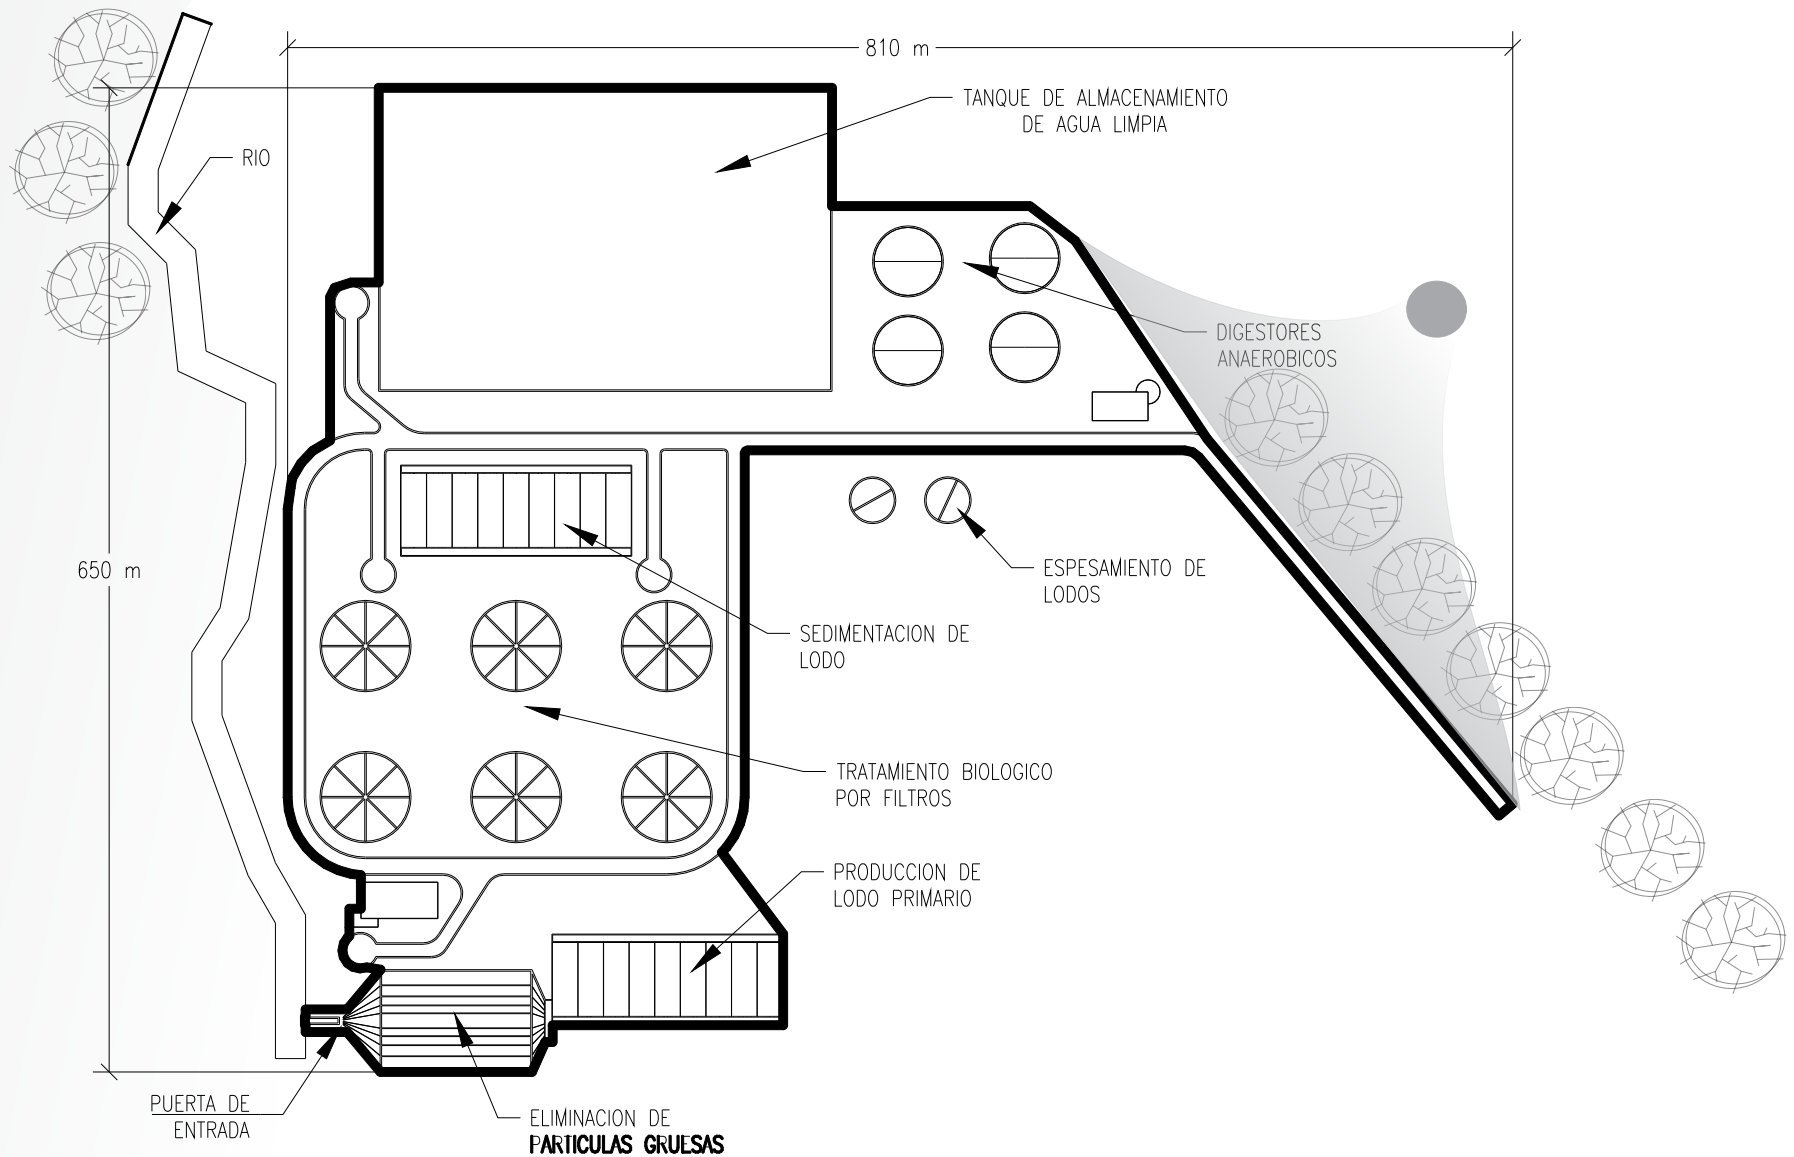 810 m
TANQUE DE ALMACENAMIENTO
DE AGUA LIMPIA
RIO
DIGESTORES
ANAEROBICOS
650 m
ESPESAMIENTO DE
LODOS
SEDIMENTACION DE
LODO
TRATAMIENTO BIOLOGICO
POR FILTROS
PRODUCCION DE
LODO PRIMARIO
PUERTA DE
ENTRADA
ELIMINACION DE
PARTICULAS GRUESAS